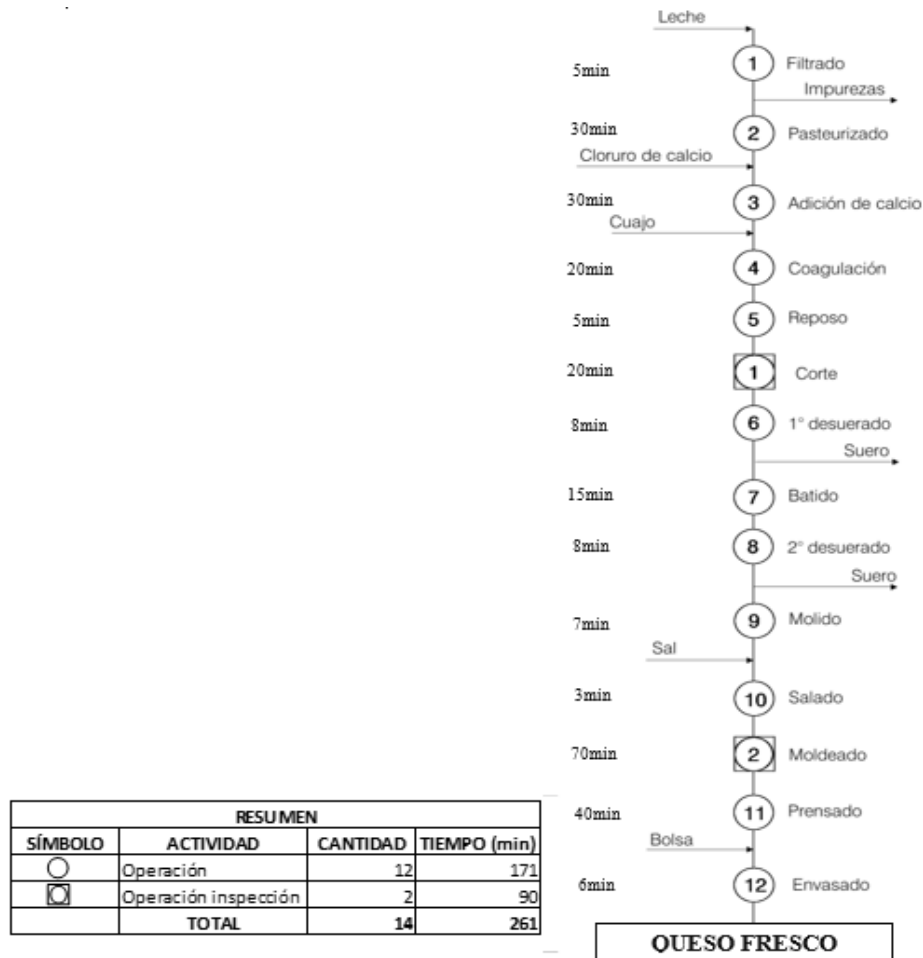 Leche
5min 1 Filtrado
Impurezas
30min 2 Pasteurizado
Cloruro de calcio
30min 3 Adición de calcio
Cuajo
20min 4 Coagulación
5min 5 Reposo
20min 1 Corte
8min 6 1° desuerado
Suero
15min 7 Batido
8min 8 2° desuerado
Suero
7min 9 Molido
Sal
3min 10 Salado
70min 2 Moldeado
40min 11 Prensado
Bolsa
6min 12 Envasado
QUESO FRESCO
RESUMEN
SÍMBOLO ACTIVIDAD CANTIDAD TIEMPO (min)
Operación 12 171
Operación inspección 2 90
TOTAL 14 261